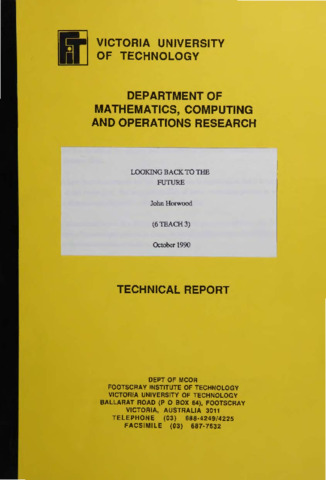 VICTORIA UNIVERSITY
OF TECHNOLOGY
DEPARTMENT OF
MATHEMATICS, COMPUTING
AND OPERATIONS RESEARCH
LOOKING BACK TO THE
FUTURE
John Horwood
(6 TEACH 3)
October 1990
TECHNICAL REPORT
DEPT OF MCOR
FOOTSCRAY INSTITUTE OF TECHNOLOGY
VICTORIA UNIVERSITY OF TECHNOLOGY
BALLARAT ROAD (P O BOX 64), FOOTSCRAY
VICTORIA, AUSTRALIA 3011
TELEPHONE (03) 688-4249/4225
FACSIMILE (03) 687-7632